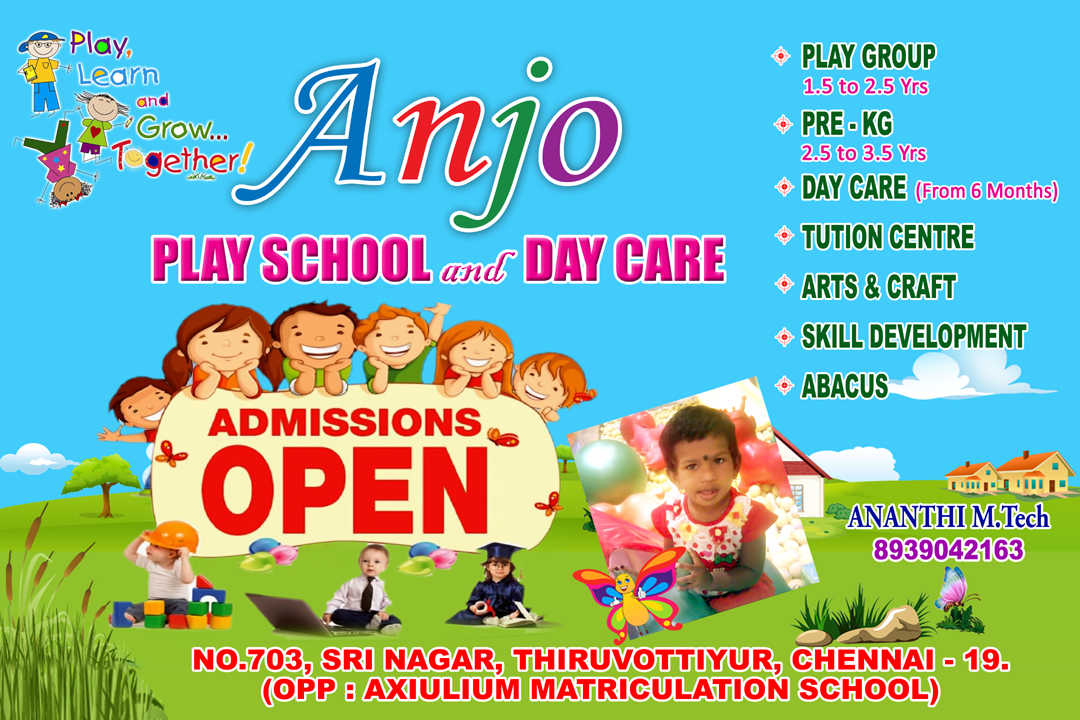 Play,
Learn
and
Grow...
Together!
Anjo
PLAY SCHOOL and DAY CARE
ADMISSIONS
OPEN
PLAY GROUP
1.5 to 2.5 Yrs
PRE - KG
2.5 to 3.5 Yrs
DAY CARE (From 6 Months)
TUTION CENTRE
ARTS & CRAFT
SKILL DEVELOPMENT
ABACUS
ANANTHI M.Tech
8939042163
NO.703, SRI NAGAR, THIRUVOTTIYUR, CHENNAI - 19.
(OPP : AXIULIUM MATRICULATION SCHOOL)